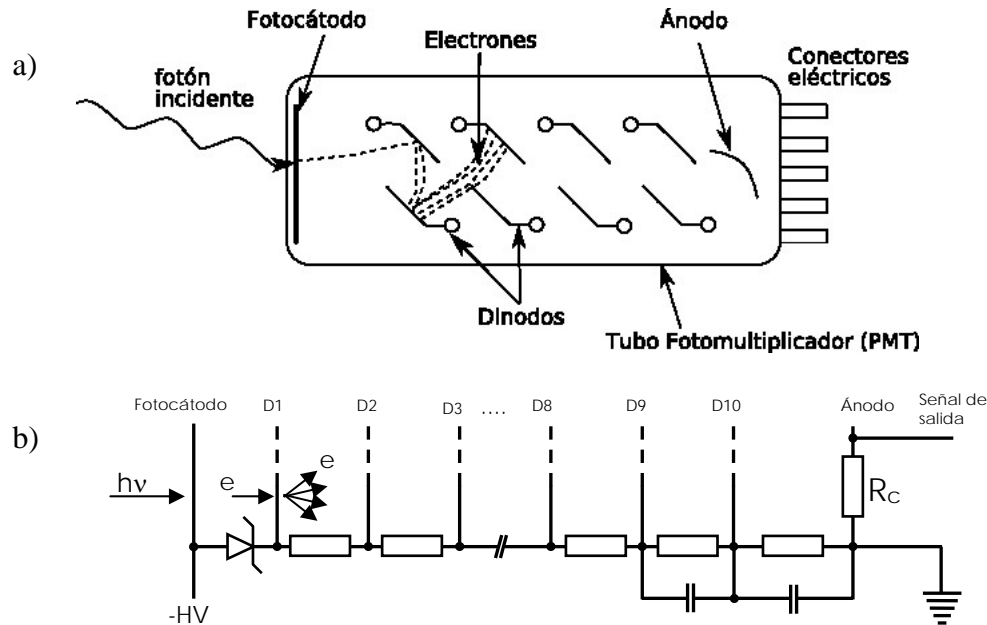 a)
Fotocátodo
fotón
incidente
Electrones
Ánodo
Conectores
eléctricos
Dinodos
Tubo Fotomultiplicador (PMT)
b)
Fotocátodo
D1
D2
D3
....
D8
D9
D10
Ánodo
Señal de
salida
hν
e
e
RC
-HV